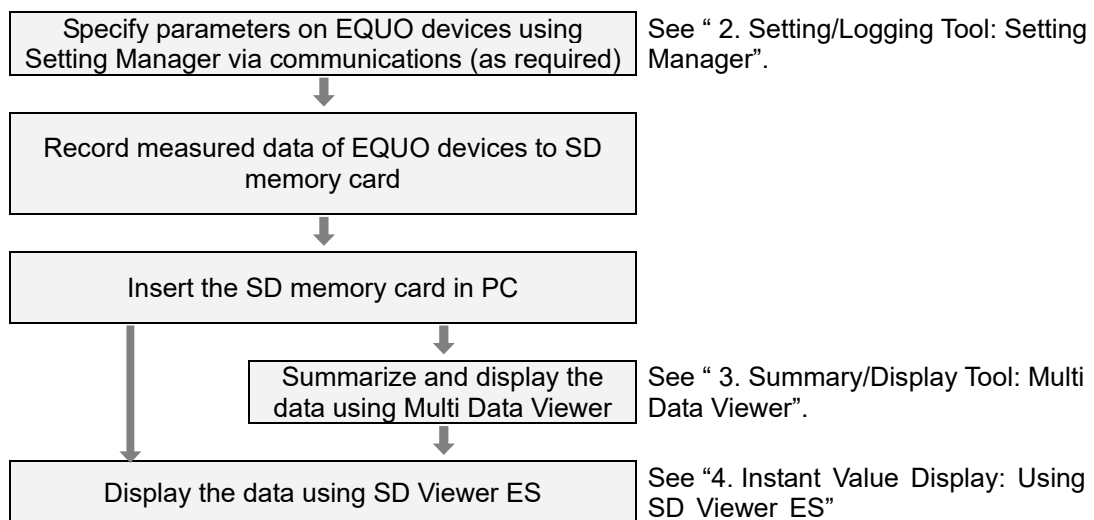 Specify parameters on EQUO devices using
Setting Manager via communications (as required)
See “ 2. Setting/Logging Tool: Setting
Manager”.
Record measured data of EQUO devices to SD
memory card
Insert the SD memory card in PC
Summarize and display the
data using Multi Data Viewer
See “ 3. Summary/Display Tool: Multi
Data Viewer”.
Display the data using SD Viewer ES
See “4. Instant Value Display: Using
SD Viewer ES”